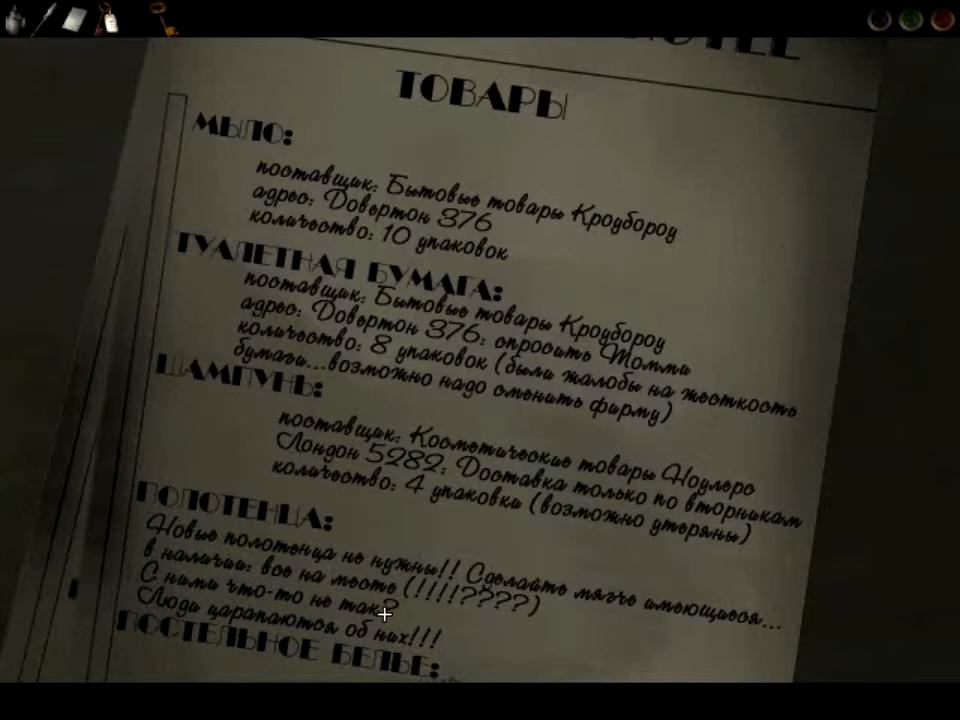 ТОВАРЫ
МЫЛО:
поставщик: Бытовые товары Кроубороу
адрес: Довертон 376
количество: 10 упаковок
ТУАЛЕТНАЯ БУМАГА:
поставщик: Бытовые товары Кроубороу
адрес: Довертон 376: спросить Томми
количество: 8 упаковок (были жалобы на жесткость
бумаги...возможно надо сменить фирму)
ШАМПУНЬ:
поставщик: Косметические товары Ноулерс
Лондон 5282: Доставка только по вторникам
количество: 4 упаковки (возможно утеряны)
ПОЛОТЕНЦА:
Новые полотенца не нужны!! Сделайте мягче имеющиеся...
в наличии: все на месте (!!!!????)
С ними что-то не так?
Люди царапаются об них!!!
ПОСТЕЛЬНОЕ БЕЛЬЕ: